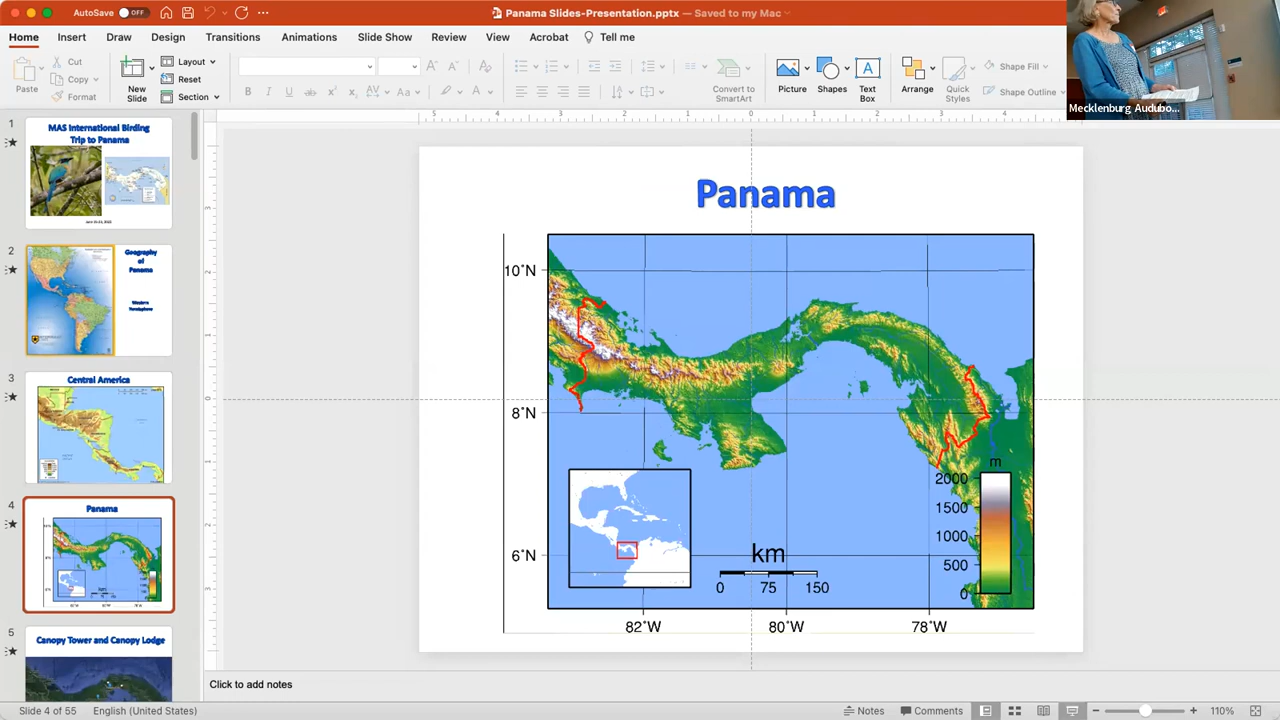 AutoSave OFF
Panama Slides-Presentation.pptx — Saved to my Mac
Home Insert Draw Design Transitions Animations Slide Show Review View Acrobat Tell me
Paste
Cut
Copy
Format
New Slide
Layout
Reset
Section
Convert to SmartArt
Picture
Shapes
Text Box
Arrange
Quick Styles
Shape Fill
Shape Outline
Mecklenburg Audubo...
1
MAS International Birding
Trip to Panama
2
Geography
of
Panama
Western
Hemisphere
3
Central America
4
Panama
5
Canopy Tower and Canopy Lodge
Panama
10°N
8°N
6°N
82°W
80°W
78°W
km
0 75 150
m
2000
1500
1000
500
0
Click to add notes
Slide 4 of 55
English (United States)
Notes
Comments
110%